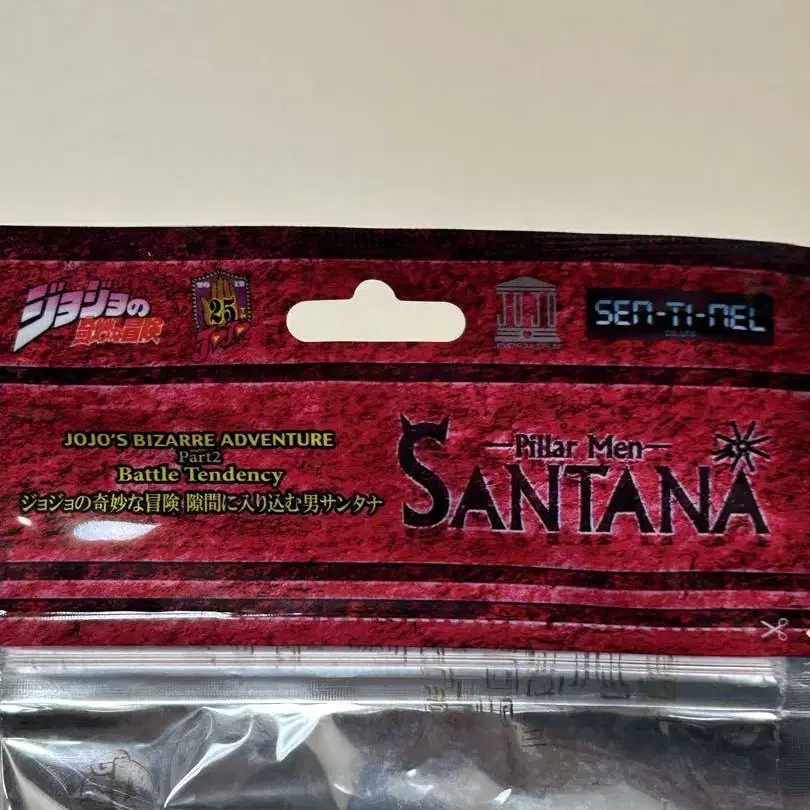 ジョジョの
奇妙な冒険
25
JOJO
SEN-TI-NEL
JOJO'S BIZARRE ADVENTURE
Part2
Battle Tendency
ジョジョの奇妙な冒険 隙間に入り込む男サンタナ
Pillar Men
SANTANA